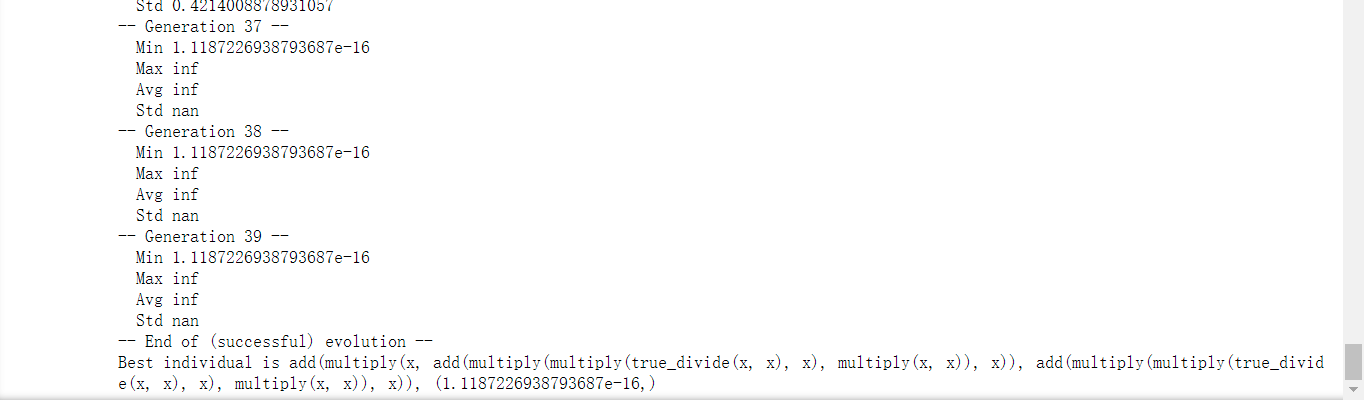 Std 0.4214008878931057
-- Generation 37 --
Min 1.1187226938793687e-16
Max inf
Avg inf
Std nan
-- Generation 38 --
Min 1.1187226938793687e-16
Max inf
Avg inf
Std nan
-- Generation 39 --
Min 1.1187226938793687e-16
Max inf
Avg inf
Std nan
-- End of (successful) evolution --
Best individual is add(multiply(x, add(multiply(multiply(true_divide(x, x), x), multiply(x, x)), x)), add(multiply(multiply(true_divid
e(x, x), x), multiply(x, x)), x)), (1.1187226938793687e-16,)